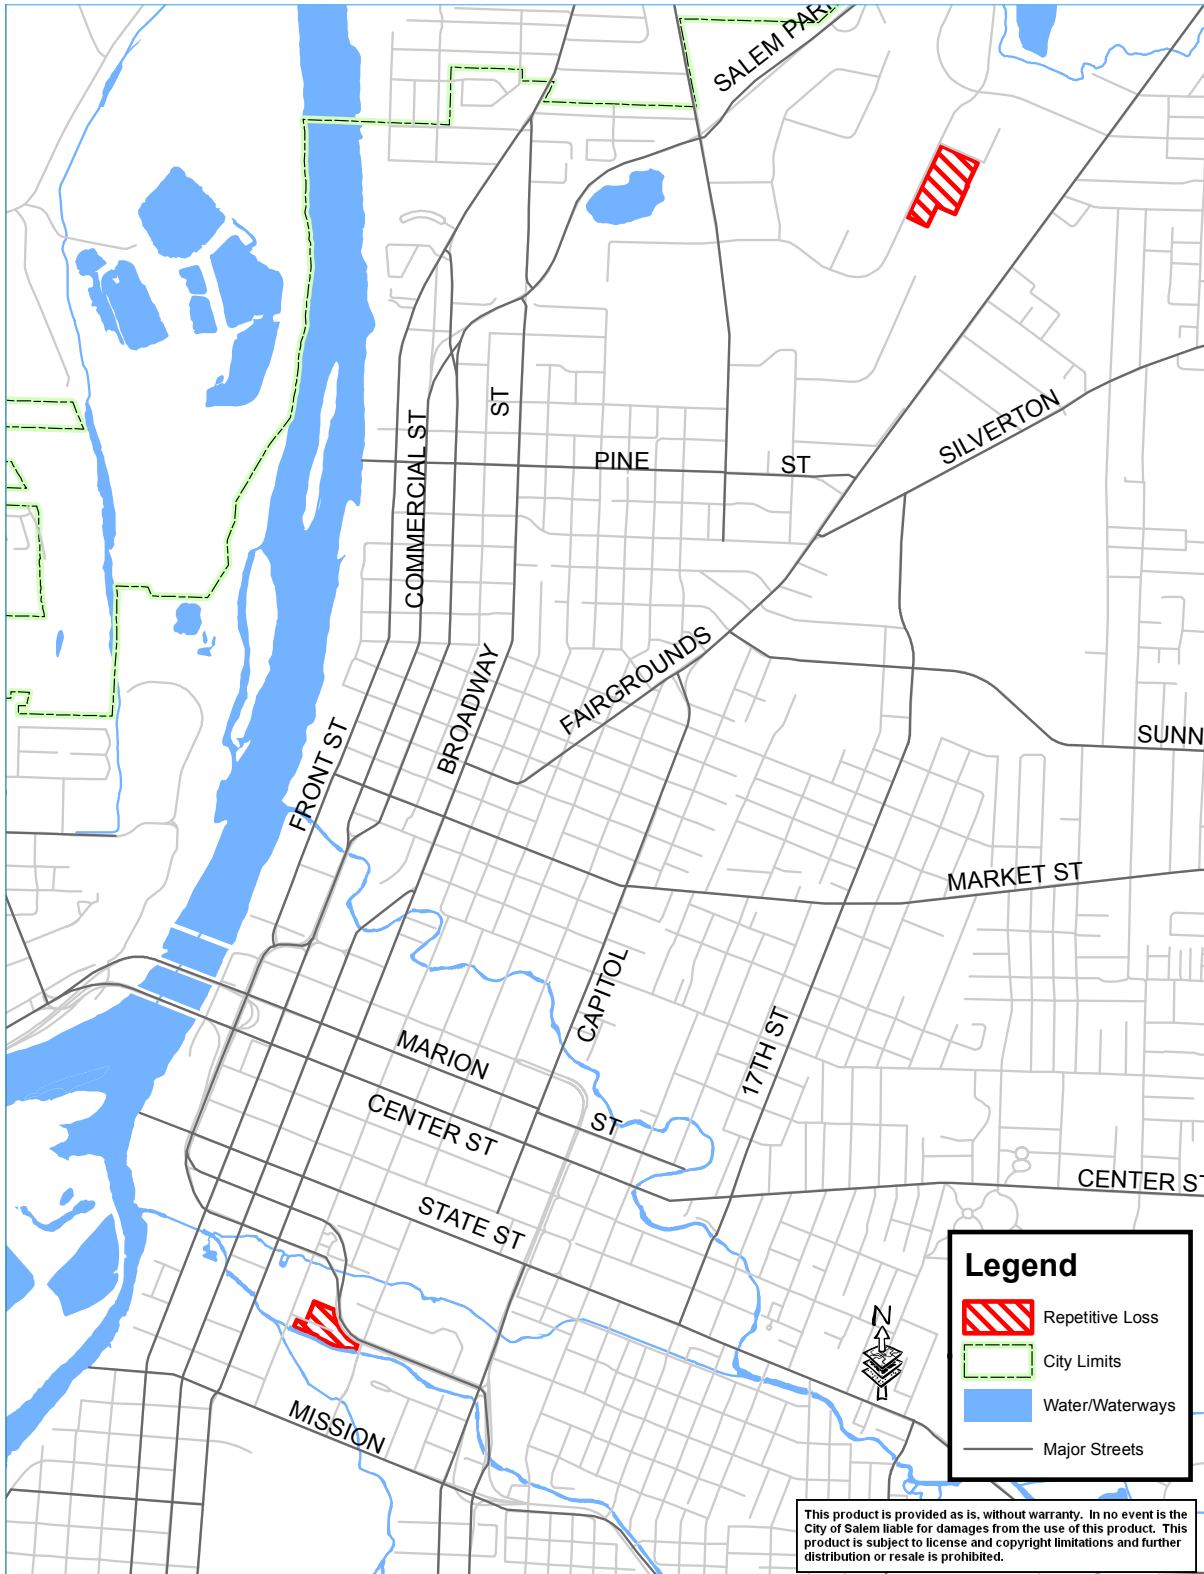 SALEM PAR
SILVERTON
ST
COMMERCIAL ST
PINE
ST
FAIRGROUNDS
BROADWAY
FRONT ST
SUNN
MARKET ST
CAPITOL
17TH ST
MARION
ST
CENTER ST
CENTER ST
STATE ST
MISSION
N
Legend
Repetitive Loss
City Limits
Water/Waterways
Major Streets
This product is provided as is, without warranty. In no event is the
City of Salem liable for damages from the use of this product. This
product is subject to license and copyright limitations and further
distribution or resale is prohibited.